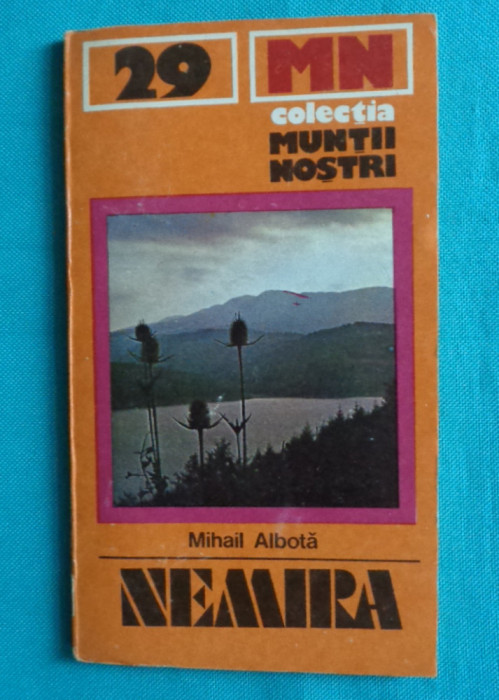 29 MN
colecția
MUNȚII
NOȘTRI
Mihail Albotă
NEMIRA